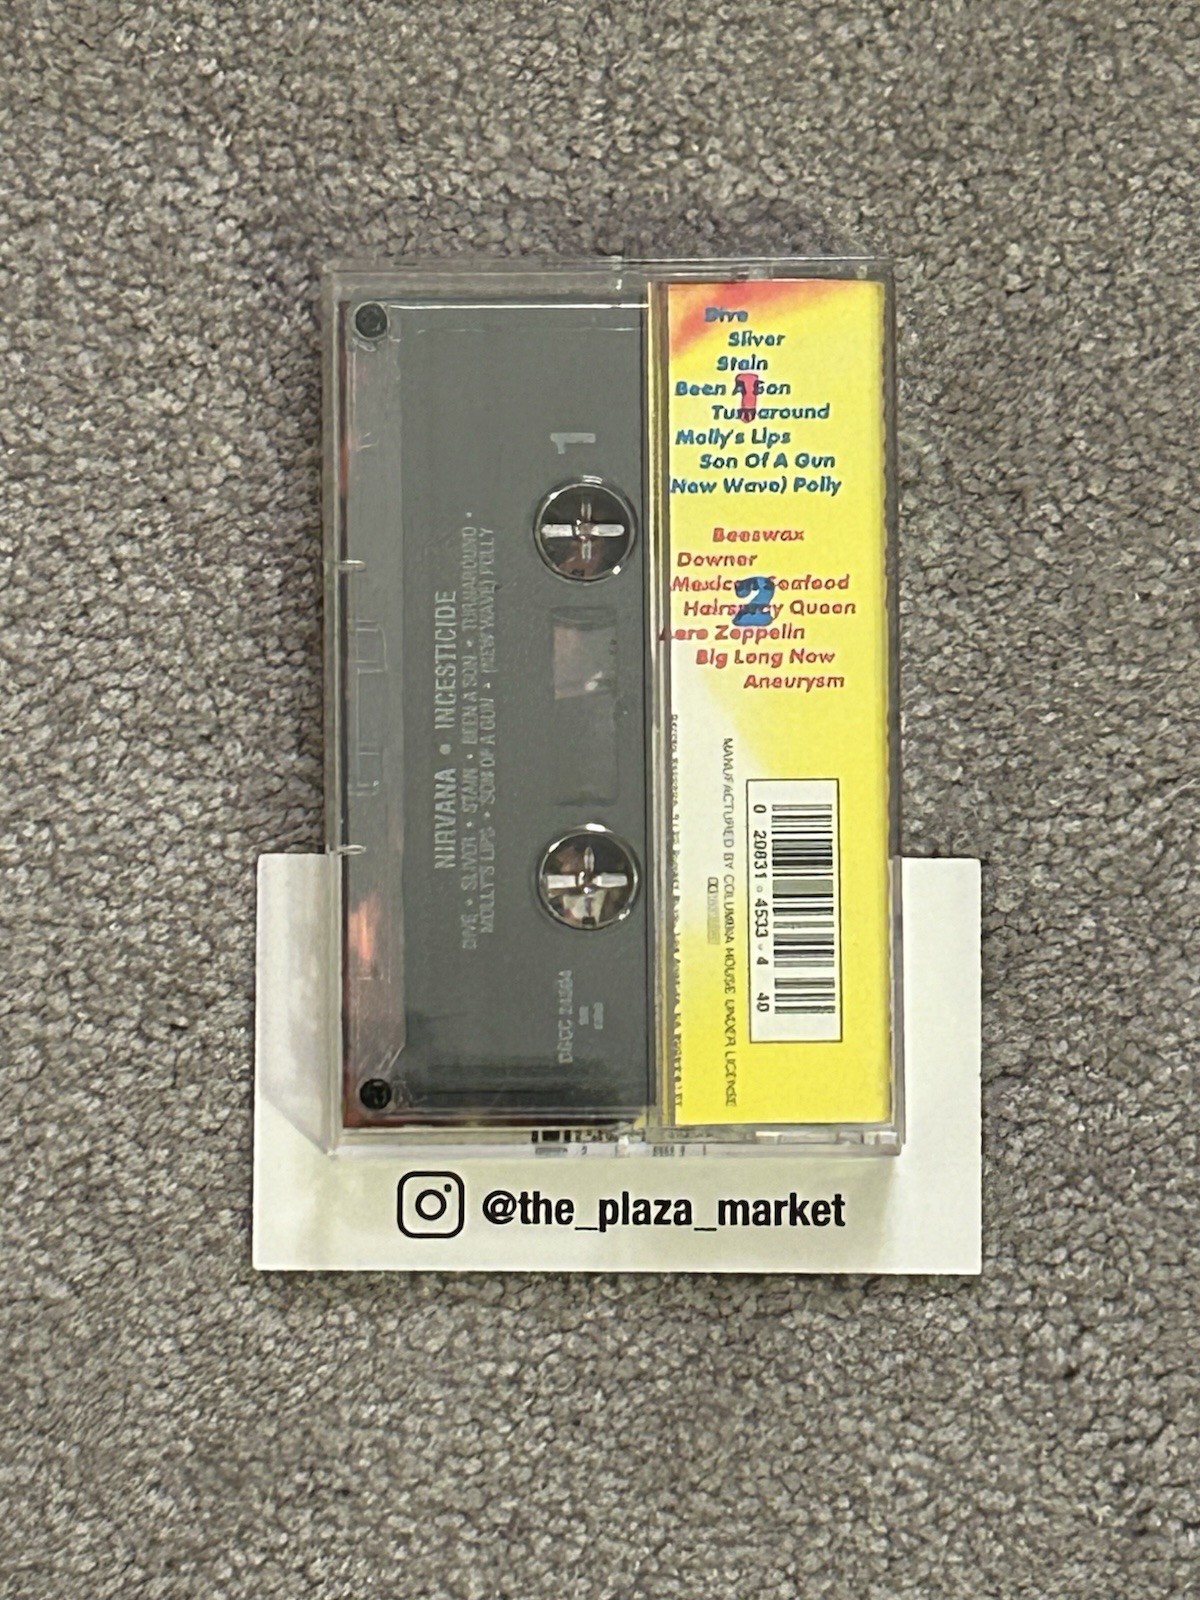 Dive
Sliver
Stain
Been A Son
1
Turnaround
Molly's Lips
Son Of A Gun
(New Wave) Polly
Beeswax
Downer
Mexican Seafood
2
Hairspray Queen
Aero Zeppelin
Big Long Now
Aneurysm
MANUFACTURED BY COLUMBIA HOUSE UNDER LICENSE
0 20831 4533 4 40
1
NIRVANA • INCESTICIDE
DIVE • SLIVER • STAIN • BEEN A SON • TURNAROUND •
MOLLY'S LIPS • SON OF A GUN • (NEW WAVE) POLLY
@the_plaza_market